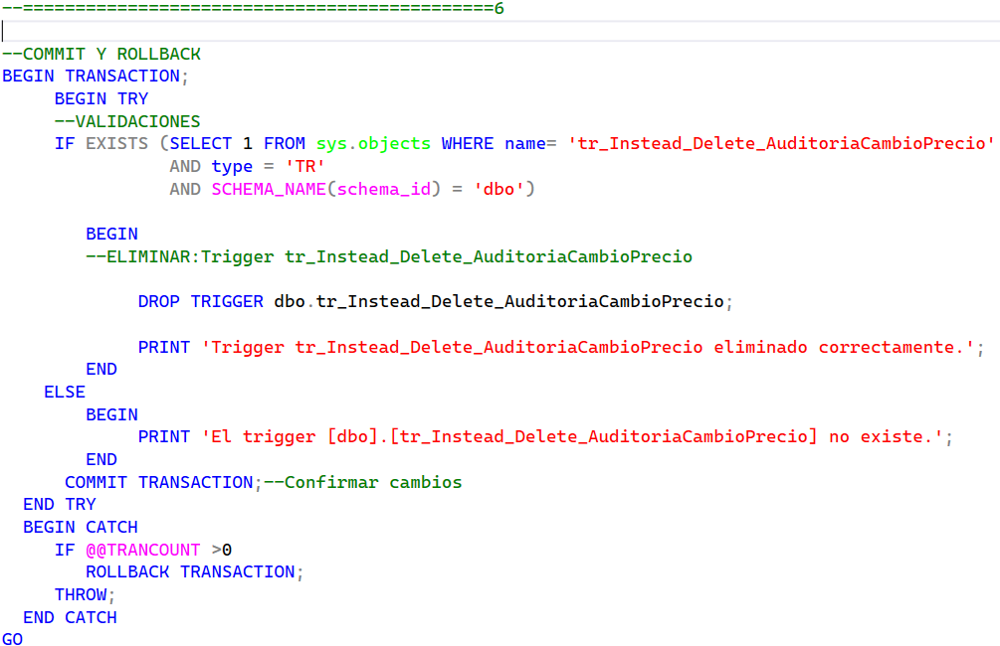 --=============================================6
--COMMIT Y ROLLBACK
BEGIN TRANSACTION;
BEGIN TRY
--VALIDACIONES
IF EXISTS (SELECT 1 FROM sys.objects WHERE name= 'tr_Instead_Delete_AuditoriaCambioPrecio'
AND type = 'TR'
AND SCHEMA_NAME(schema_id) = 'dbo')
BEGIN
--ELIMINAR:Trigger tr_Instead_Delete_AuditoriaCambioPrecio
DROP TRIGGER dbo.tr_Instead_Delete_AuditoriaCambioPrecio;
PRINT 'Trigger tr_Instead_Delete_AuditoriaCambioPrecio eliminado correctamente.';
END
ELSE
BEGIN
PRINT 'El trigger [dbo].[tr_Instead_Delete_AuditoriaCambioPrecio] no existe.';
END
COMMIT TRANSACTION;--Confirmar cambios
END TRY
BEGIN CATCH
IF @@TRANCOUNT >0
ROLLBACK TRANSACTION;
THROW;
END CATCH
GO